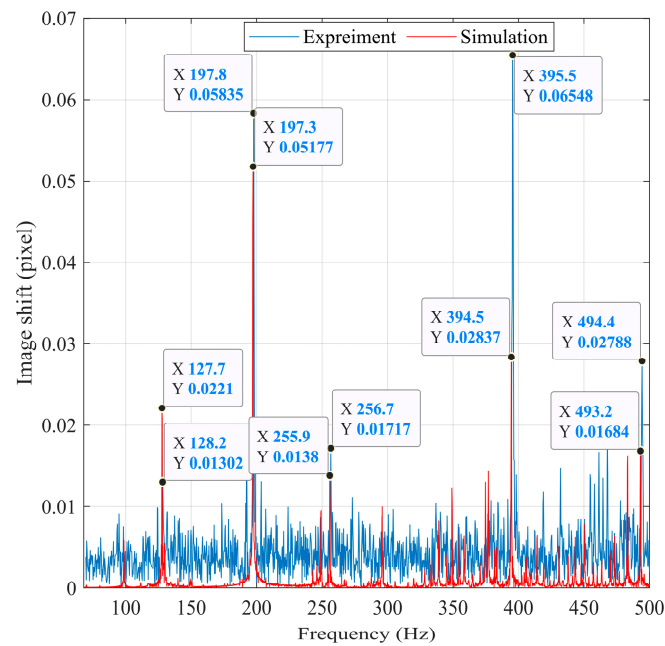 0.07
0.06
0.05
0.04
0.03
0.02
0.01
0
Image shift (pixel)
Expreiment
Simulation
X 197.8
Y 0.05835
X 197.3
Y 0.05177
X 395.5
Y 0.06548
X 394.5
Y 0.02837
X 494.4
Y 0.02788
X 127.7
Y 0.0221
X 128.2
Y 0.01302
X 255.9
Y 0.0138
X 256.7
Y 0.01717
X 493.2
Y 0.01684
100 150 200 250 300 350 400 450 500
Frequency (Hz)